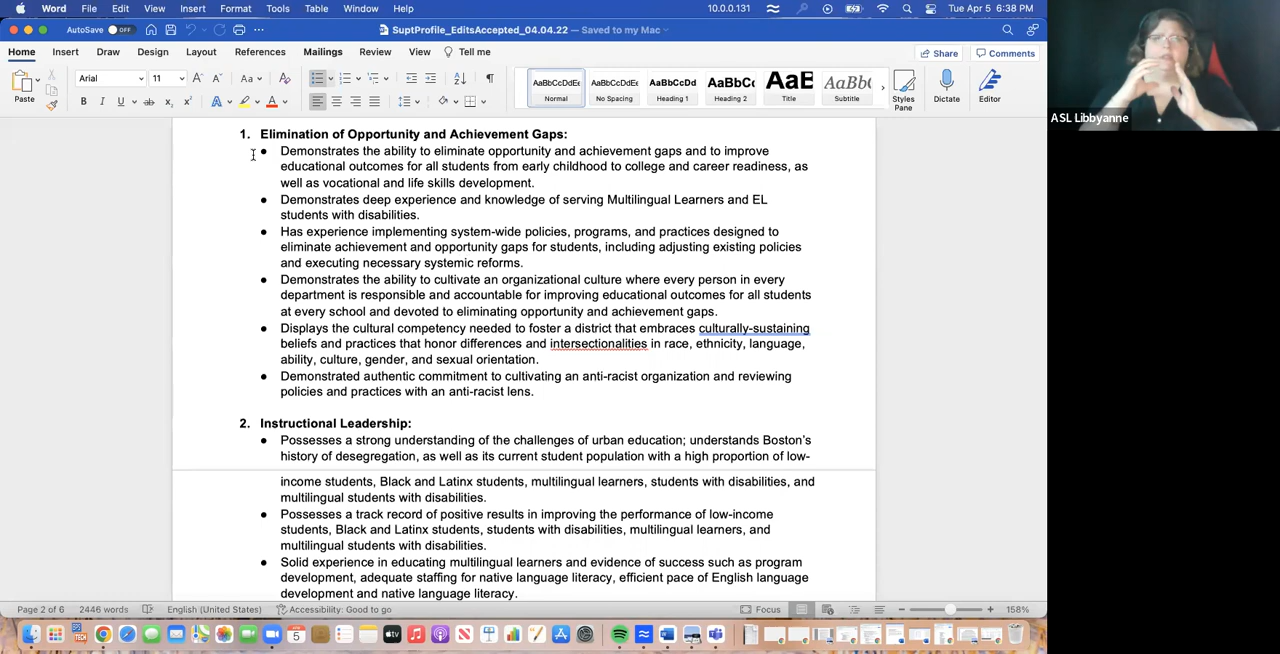 Word File Edit View Insert Format Tools Table Window Help 10.0.0.131 Tue Apr 5 6:38 PM
AutoSave OFF SuptProfile_EditsAccepted_04.04.22 — Saved to my Mac
Home Insert Draw Design Layout References Mailings Review View Tell me Share Comments
Arial 11
Paste
AaBbCcDdEe Normal AaBbCcDdEe No Spacing AaBbCcDd Heading 1 AaBbCc Heading 2 AaB Title AaBb Subtitle
Styles Pane Dictate Editor
ASL Libbyanne
1. Elimination of Opportunity and Achievement Gaps:
● Demonstrates the ability to eliminate opportunity and achievement gaps and to improve
educational outcomes for all students from early childhood to college and career readiness, as
well as vocational and life skills development.
● Demonstrates deep experience and knowledge of serving Multilingual Learners and EL
students with disabilities.
● Has experience implementing system-wide policies, programs, and practices designed to
eliminate achievement and opportunity gaps for students, including adjusting existing policies
and executing necessary systemic reforms.
● Demonstrates the ability to cultivate an organizational culture where every person in every
department is responsible and accountable for improving educational outcomes for all students
at every school and devoted to eliminating opportunity and achievement gaps.
● Displays the cultural competency needed to foster a district that embraces culturally-sustaining
beliefs and practices that honor differences and intersectionalities in race, ethnicity, language,
ability, culture, gender, and sexual orientation.
● Demonstrated authentic commitment to cultivating an anti-racist organization and reviewing
policies and practices with an anti-racist lens.
2. Instructional Leadership:
● Possesses a strong understanding of the challenges of urban education; understands Boston's
history of desegregation, as well as its current student population with a high proportion of low-
income students, Black and Latinx students, multilingual learners, students with disabilities, and
multilingual students with disabilities.
● Possesses a track record of positive results in improving the performance of low-income
students, Black and Latinx students, students with disabilities, multilingual learners, and
multilingual students with disabilities.
● Solid experience in educating multilingual learners and evidence of success such as program
development, adequate staffing for native language literacy, efficient pace of English language
development and native language literacy.
Page 2 of 6 2446 words English (United States) Accessibility: Good to go Focus 158%